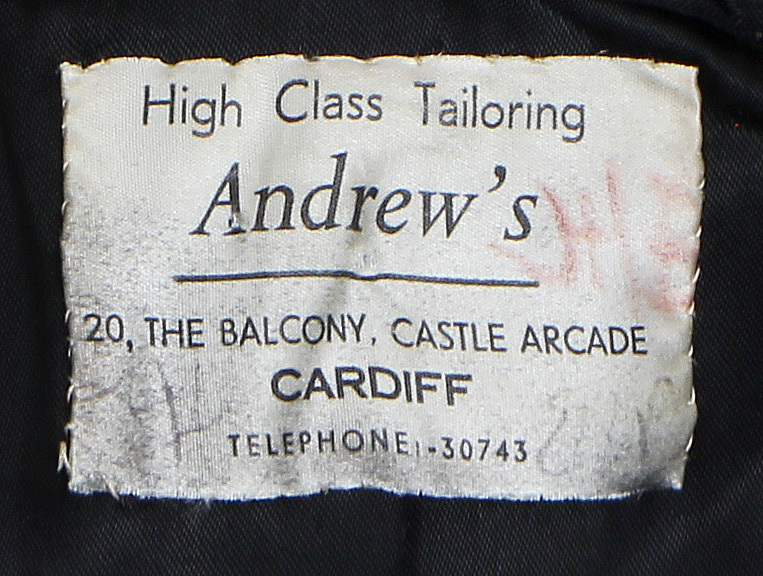 High Class Tailoring
Andrew's
20, THE BALCONY, CASTLE ARCADE
CARDIFF
TELEPHONE:-30743